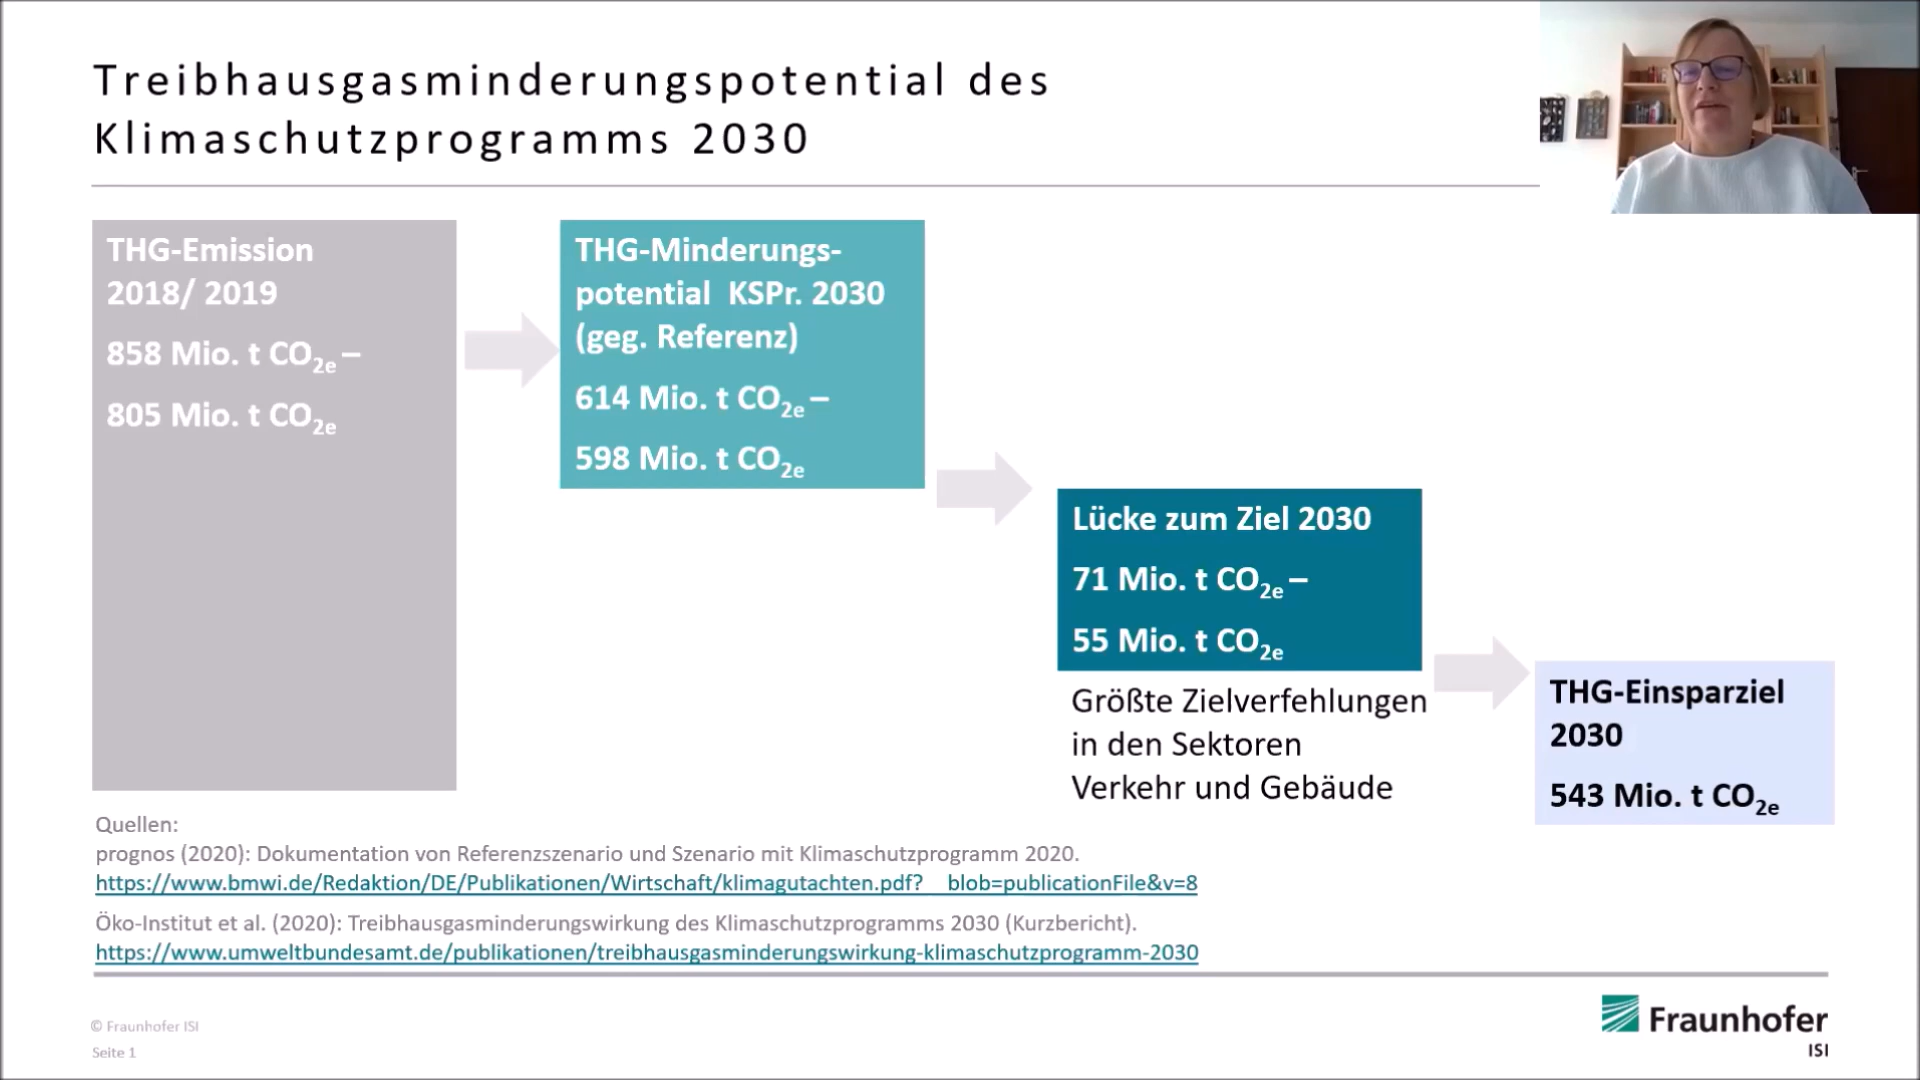 Treibhausgasminderungspotential des
Klimaschutzprogramms 2030
THG-Emission
2018/ 2019
858 Mio. t CO2e –
805 Mio. t CO2e
THG-Minderungs-
potential KSPr. 2030
(geg. Referenz)
614 Mio. t CO2e –
598 Mio. t CO2e
Lücke zum Ziel 2030
71 Mio. t CO2e –
55 Mio. t CO2e
Größte Zielverfehlungen
in den Sektoren
Verkehr und Gebäude
THG-Einsparziel
2030
543 Mio. t CO2e
Quellen:
prognos (2020): Dokumentation von Referenzszenario und Szenario mit Klimaschutzprogramm 2020.
https://www.bmwi.de/Redaktion/DE/Publikationen/Wirtschaft/klimagutachten.pdf?__blob=publicationFile&v=8
Öko-Institut et al. (2020): Treibhausgasminderungswirkung des Klimaschutzprogramms 2030 (Kurzbericht).
https://www.umweltbundesamt.de/publikationen/treibhausgasminderungswirkung-klimaschutzprogramm-2030
© Fraunhofer ISI
Seite 1
Fraunhofer
ISI